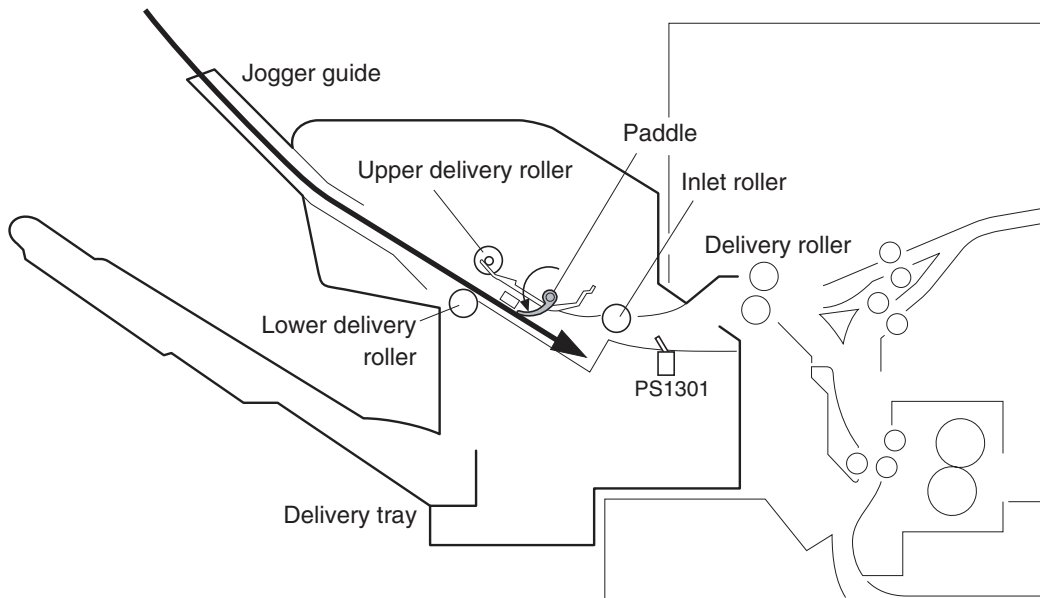 Jogger guide
Paddle
Upper delivery roller
Inlet roller
Delivery roller
Lower delivery
roller
PS1301
Delivery tray